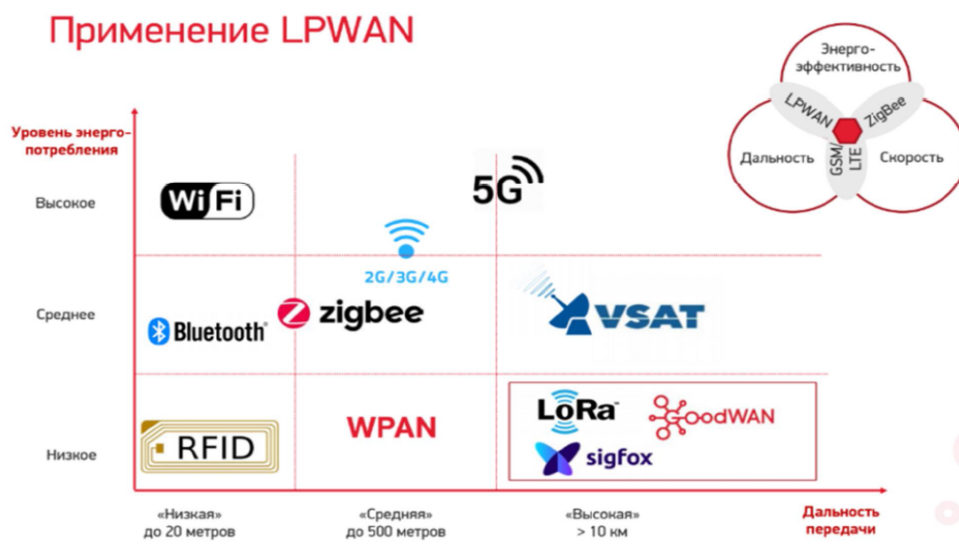 Применение LPWAN
Энерго-
эффективность
LPWAN
ZigBee
Дальность
GSM/
LTE
Скорость
Уровень энерго-
потребления
Высокое
WiFi
5G
2G/3G/4G
Среднее
Bluetooth
zigbee
VSAT
Низкое
RFID
WPAN
LoRa™
GoodWAN
sigfox
«Низкая»
до 20 метров
«Средняя»
до 500 метров
«Высокая»
> 10 км
Дальность
передачи